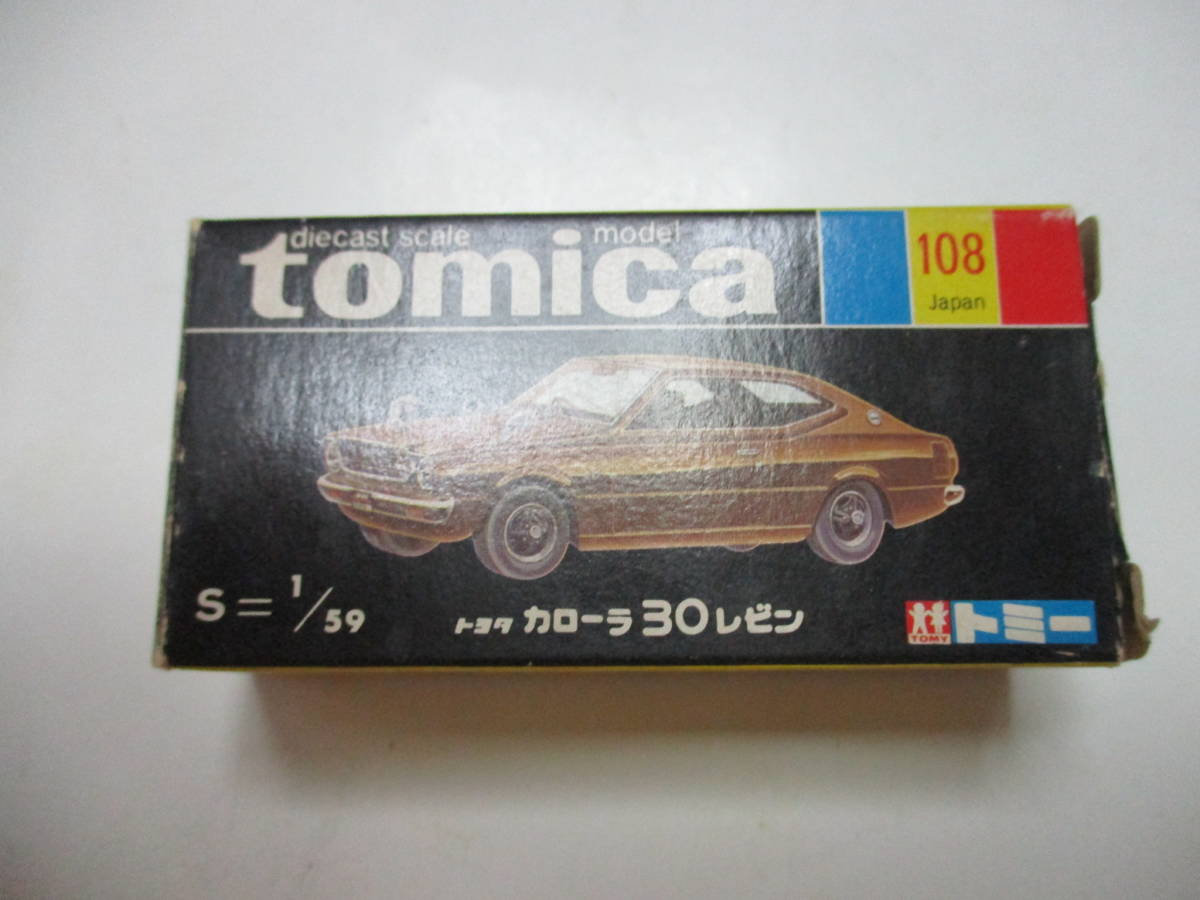 diecast scale model
tomica
108
Japan
S = 1/59
トヨタ カローラ 30 レビン
TOMY
トミー